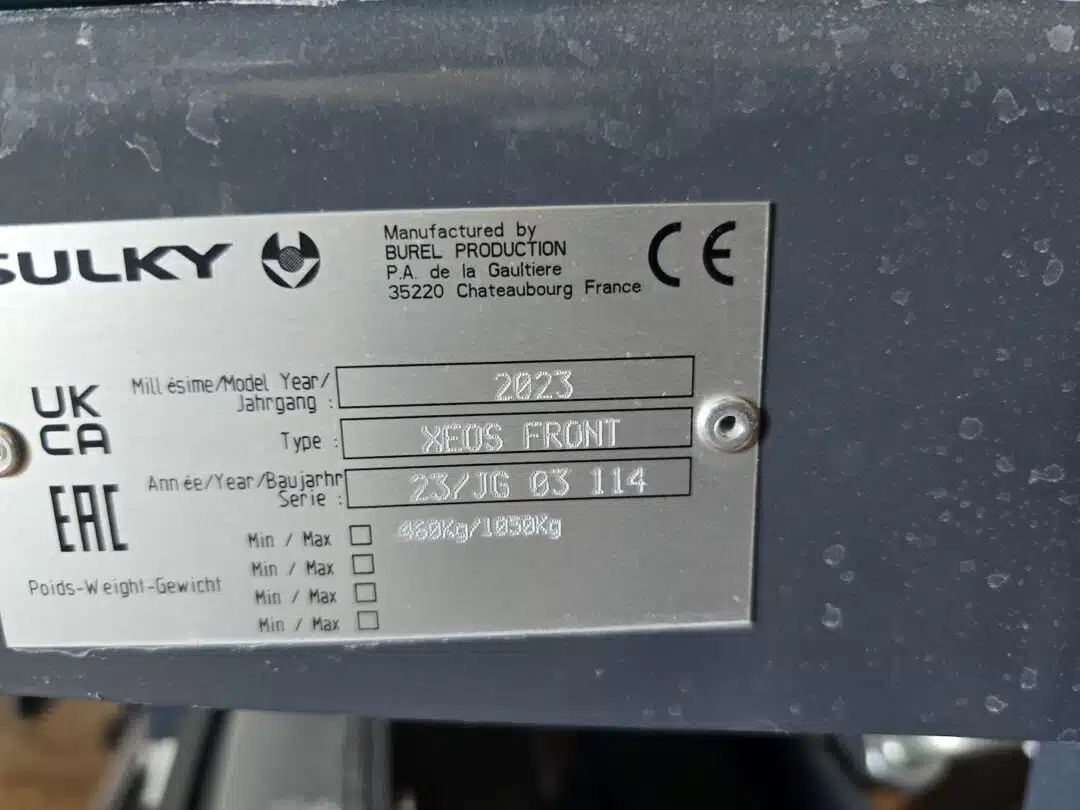 SULKY
Manufactured by
BUREL PRODUCTION
P.A. de la Gaultiere
35220 Chateaubourg France
CE
UK
CA
EAC
Millésime/Model Year/
Jahrgang :
2023
Type :
XEOS FRONT
Année/Year/Baujahr
Serie :
23/JG 03 114
Poids-Weight-Gewicht
Min / Max
460Kg/1050Kg
Min / Max
Min / Max
Min / Max